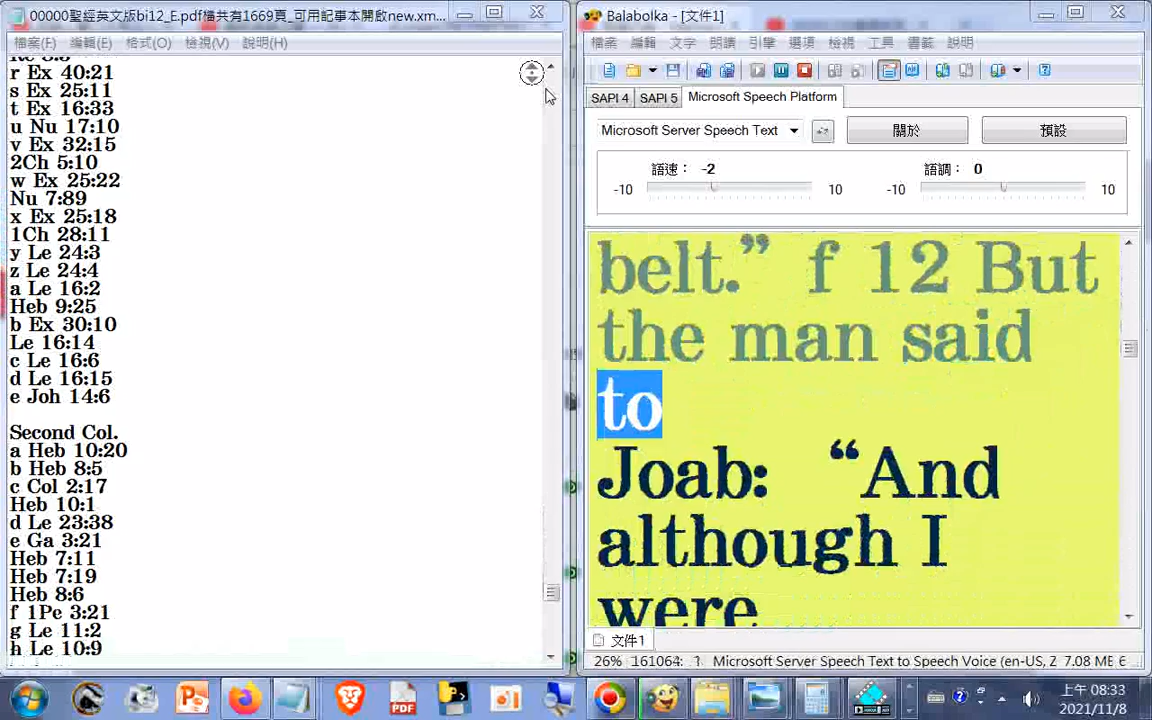 00000聖經英文版bi12_E.pdf檔共有1669頁_可用記事本開啟new.xm...
檔案(F) 編輯(E) 格式(O) 檢視(V) 說明(H)
r Ex 40:21
s Ex 25:11
t Ex 16:33
u Nu 17:10
v Ex 32:15
2Ch 5:10
w Ex 25:22
Nu 7:89
x Ex 25:18
1Ch 28:11
y Le 24:3
z Le 24:4
a Le 16:2
Heb 9:25
b Ex 30:10
Le 16:14
c Le 16:6
d Le 16:15
e Joh 14:6
Second Col.
a Heb 10:20
b Heb 8:5
c Col 2:17
Heb 10:1
d Le 23:38
e Ga 3:21
Heb 7:11
Heb 7:19
Heb 8:6
f 1Pe 3:21
g Le 11:2
h Le 10:9
Balabolka - [文件1]
檔案 編輯 文字 朗讀 引擎 選項 檢視 工具 書籤 說明
SAPI 4 SAPI 5 Microsoft Speech Platform
Microsoft Server Speech Text 關於 預設
語速： -2 語調： 0
-10 10 -10 10
belt.” f 12 But
the man said
to
Joab: “And
although I
were
文件1
26% 161064: 1 Microsoft Server Speech Text to Speech Voice (en-US, Z 7.08 MB 6
PDF
上午 08:33
2021/11/8